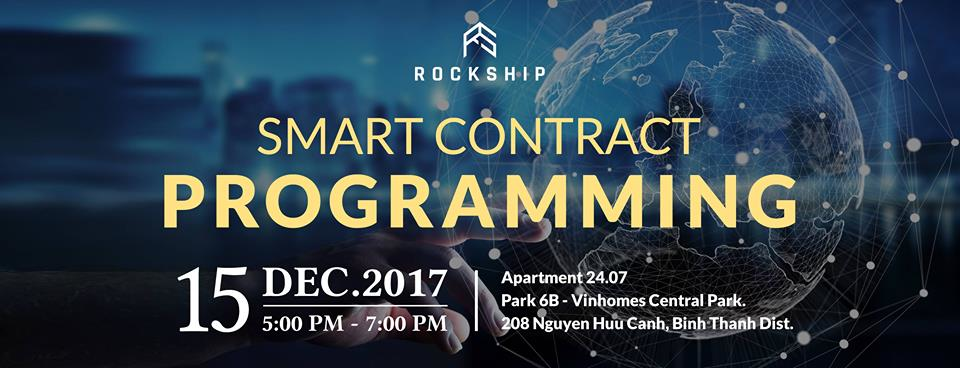 ROCKSHIP
SMART CONTRACT
PROGRAMMING
15 DEC.2017
5:00 PM - 7:00 PM
Apartment 24.07
Park 6B - Vinhomes Central Park.
208 Nguyen Huu Canh, Binh Thanh Dist.